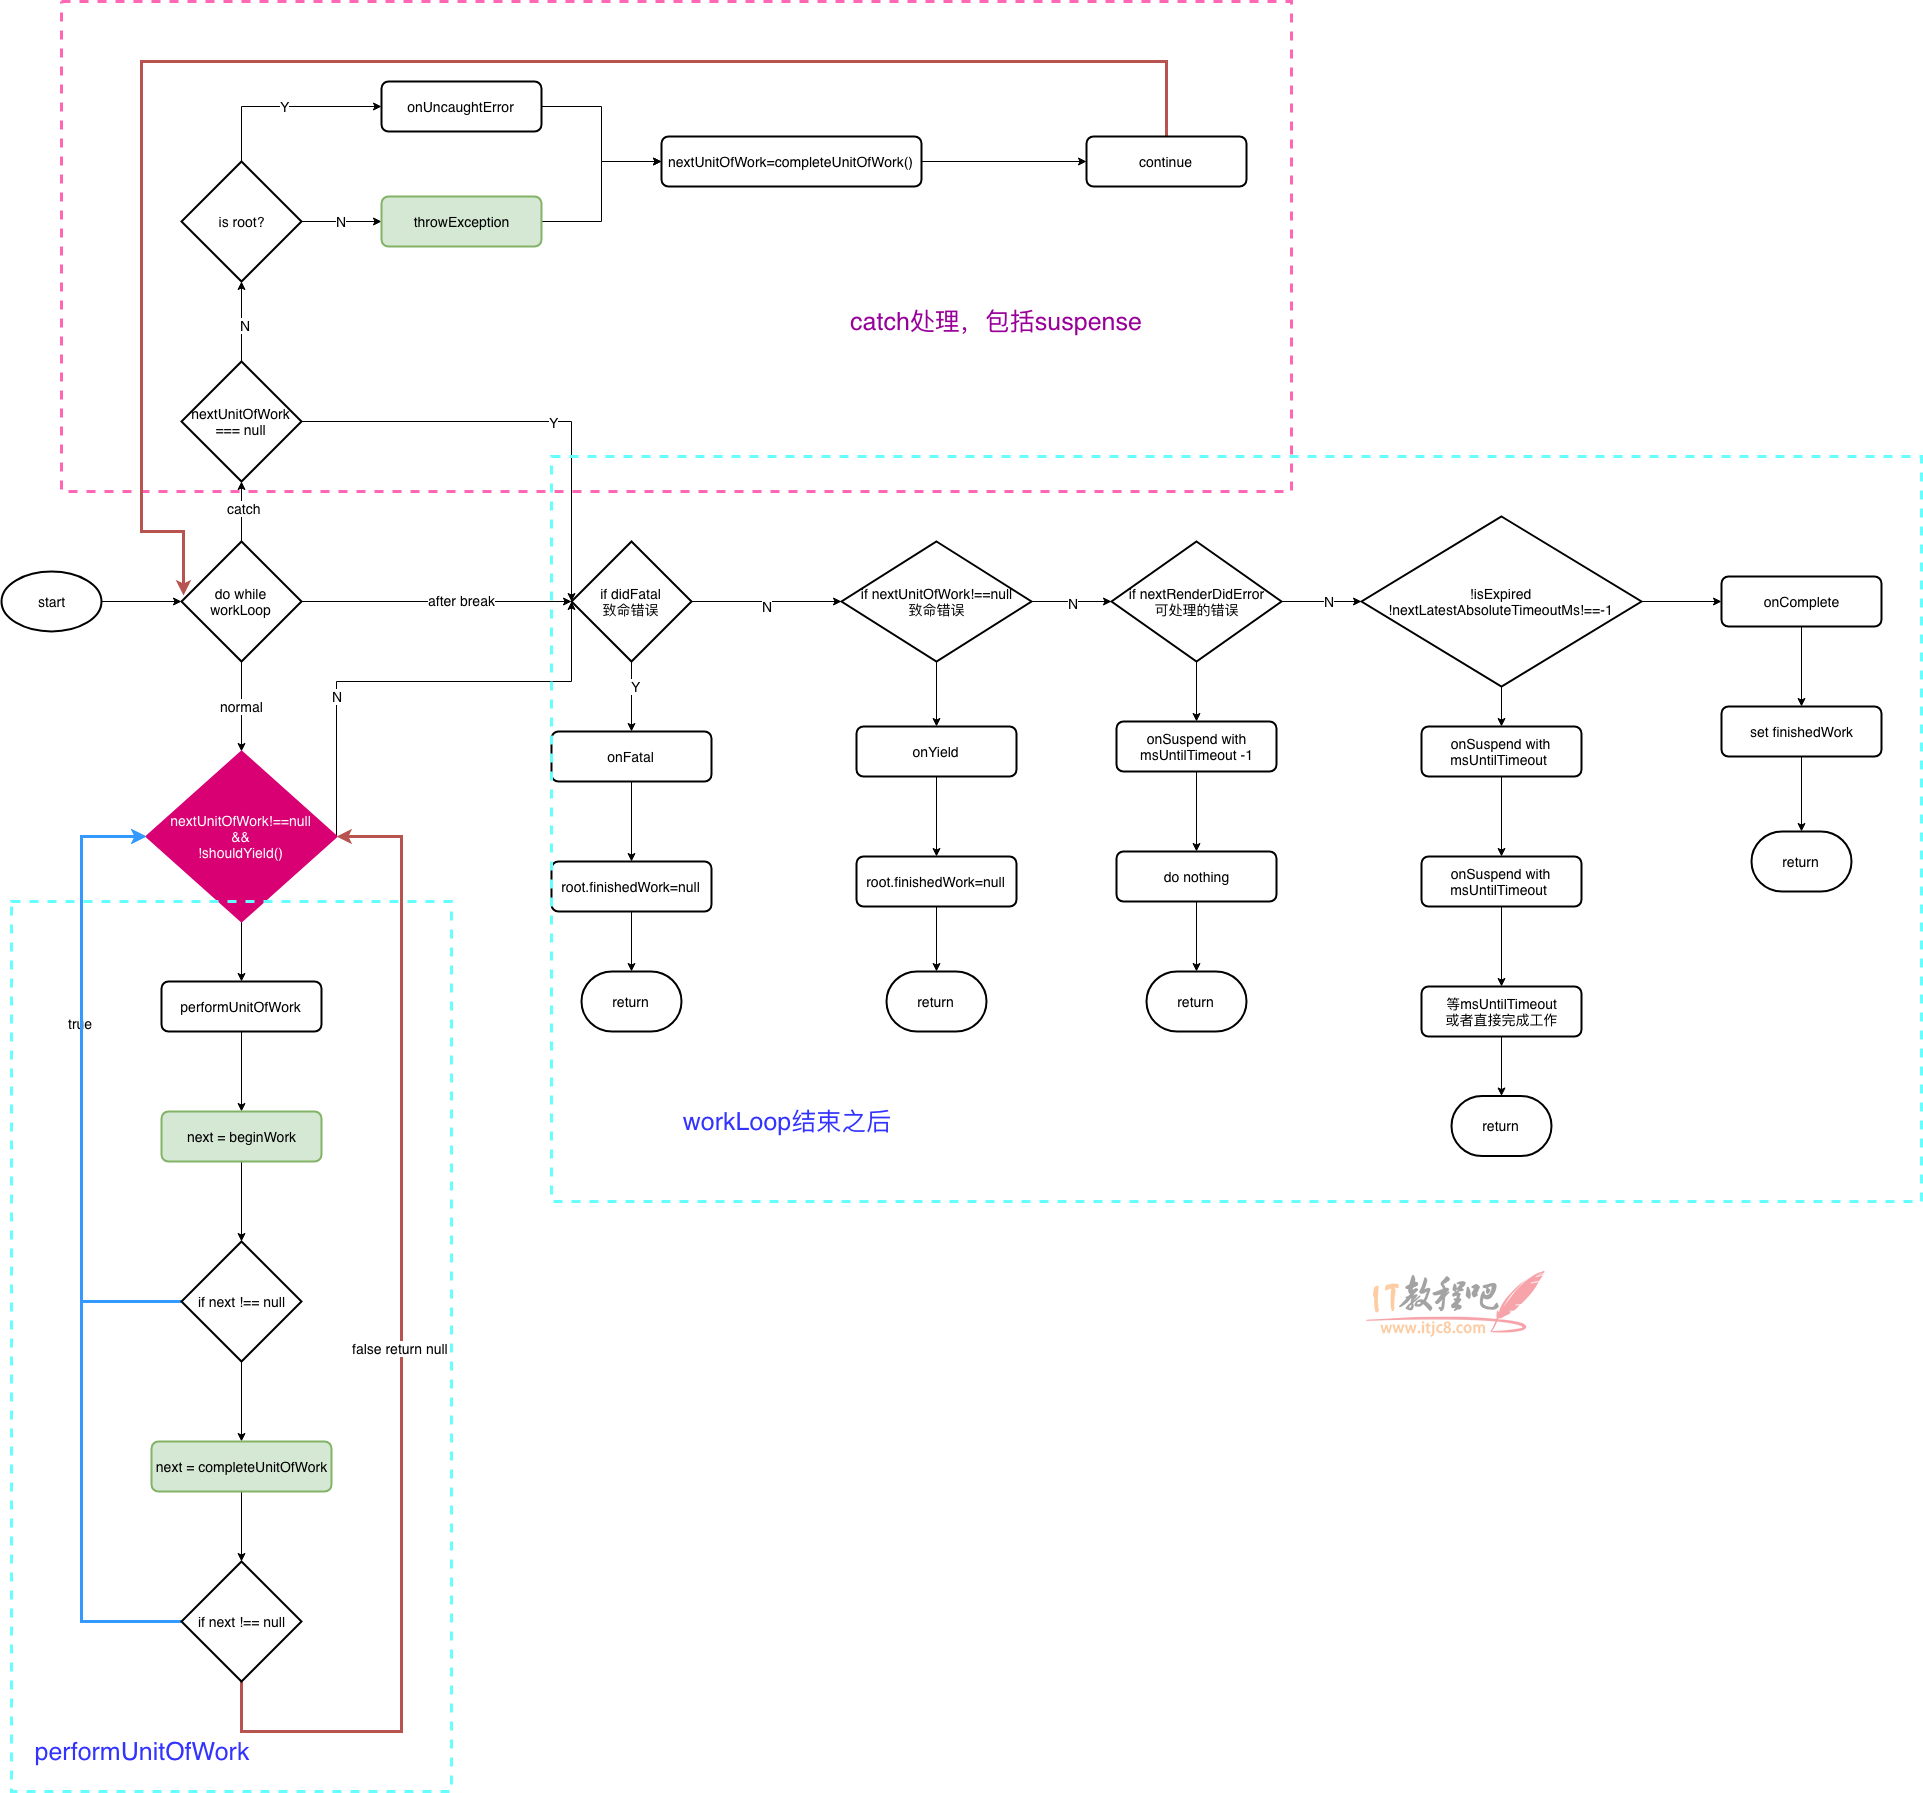 Y
onUncaughtError
nextUnitOfWork=completeUnitOfWork()
continue
is root?
N
throwException
N
catch处理，包括suspense
nextUnitOfWork
=== null
Y
catch
start
do while
workLoop
after break
if didFatal
致命错误
N
if nextUnitOfWork!==null
致命错误
N
if nextRenderDidError
可处理的错误
N
!isExpired
!nextLatestAbsoluteTimeoutMs!==-1
onComplete
normal
N
Y
onFatal
onYield
onSuspend with
msUntilTimeout -1
onSuspend with
msUntilTimeout
set finishedWork
nextUnitOfWork!==null
&&
!shouldYield()
root.finishedWork=null
root.finishedWork=null
do nothing
onSuspend with
msUntilTimeout
return
performUnitOfWork
true
return
return
return
等msUntilTimeout
或者直接完成工作
next = beginWork
workLoop结束之后
return
if next !== null
false return null
IT教程吧
www.itjc8.com
next = completeUnitOfWork
if next !== null
performUnitOfWork